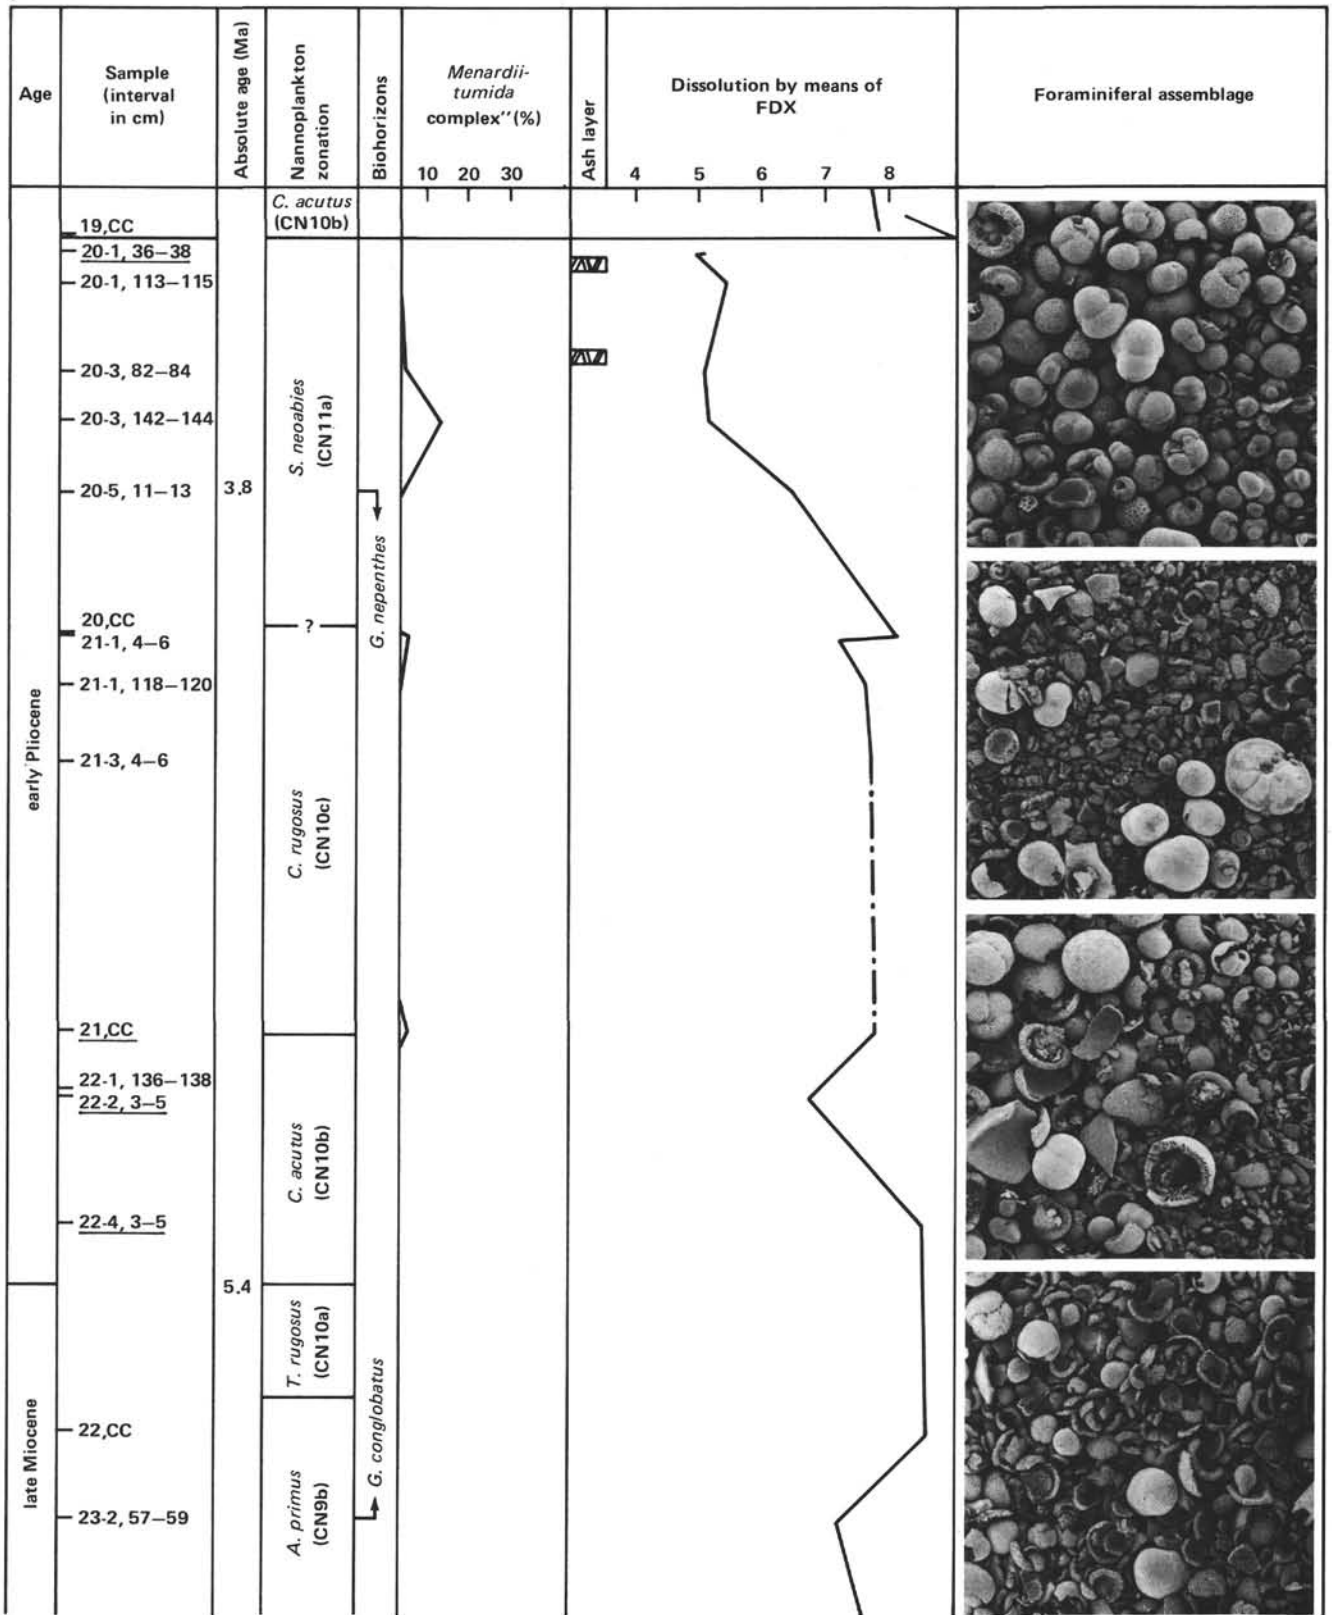 Age
Sample
(interval
in cm)
Absolute age (Ma)
Nannoplankton
zonation
Biohorizons
Menardii-
tumida
complex’’ (%)
10 20 30
Ash layer
Dissolution by means of
FDX
4 5 6 7 8
Foraminiferal assemblage
early Pliocene
late Miocene
19,CC
20-1, 36–38
20-1, 113–115
20-3, 82–84
20-3, 142–144
20-5, 11–13
20,CC
21-1, 4–6
21-1, 118–120
21-3, 4–6
21,CC
22-1, 136–138
22-2, 3–5
22-4, 3–5
22,CC
23-2, 57–59
3.8
5.4
C. acutus
(CN10b)
S. neoabies
(CN11a)
?
C. rugosus
(CN10c)
C. acutus
(CN10b)
T. rugosus
(CN10a)
A. primus
(CN9b)
G. nepenthes
G. conglobatus